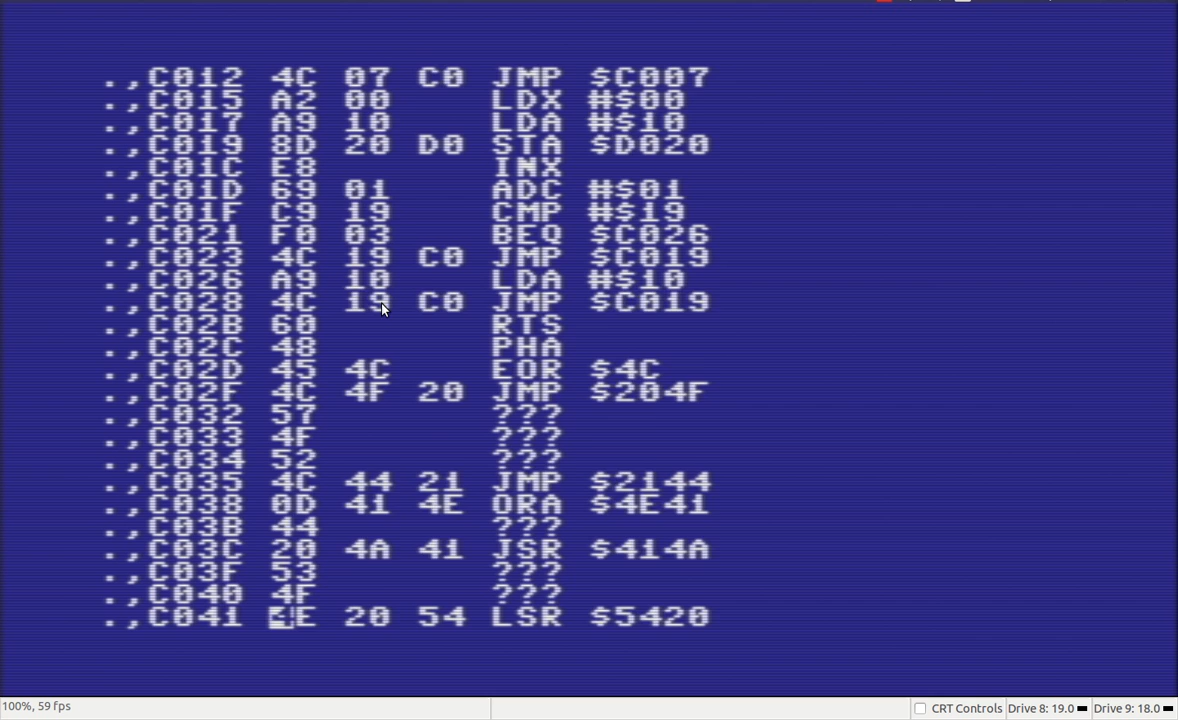 .,C012 4C 07 C0 JMP $C007
.,C015 A2 00 LDX #$00
.,C017 A9 10 LDA #$10
.,C019 8D 20 D0 STA $D020
.,C01C E8 INX
.,C01D 69 01 ADC #$01
.,C01F C9 19 CMP #$19
.,C021 F0 03 BEQ $C026
.,C023 4C 19 C0 JMP $C019
.,C026 A9 10 LDA #$10
.,C028 4C 19 C0 JMP $C019
.,C02B 60 RTS
.,C02C 48 PHA
.,C02D 45 4C EOR $4C
.,C02F 4C 4F 20 JMP $204F
.,C032 57 ???
.,C033 4F ???
.,C034 52 ???
.,C035 4C 44 21 JMP $2144
.,C038 0D 41 4E ORA $4E41
.,C03B 44 ???
.,C03C 20 4A 41 JSR $414A
.,C03F 53 ???
.,C040 4F ???
.,C041 4E 20 54 LSR $5420
100%, 59 fps
CRT Controls Drive 8: 19.0 Drive 9: 18.0